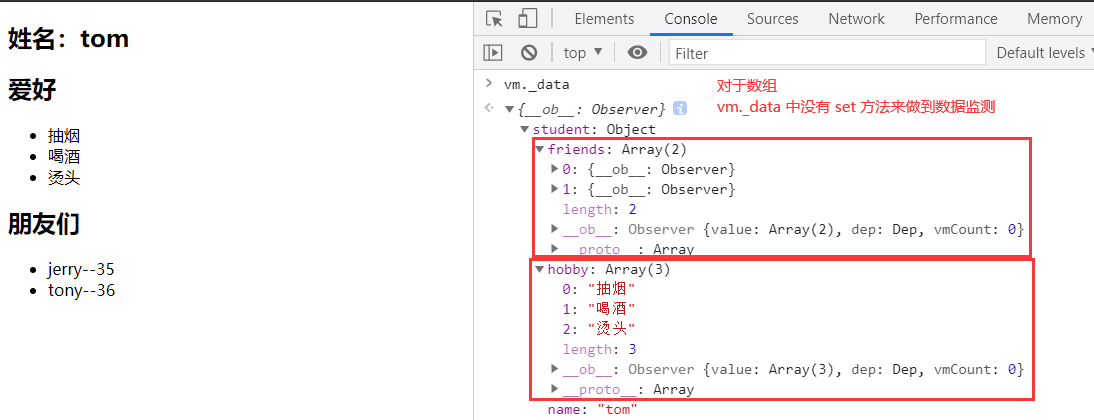 姓名：tom
爱好
抽烟
喝酒
烫头
朋友们
jerry--35
tony--36
Elements Console Sources Network Performance Memory
top ▼ Filter Default levels
> vm._data
对于数组
vm._data 中没有 set 方法来做到数据监测
{__ob__: Observer} i
student: Object
friends: Array(2)
0: {__ob__: Observer}
1: {__ob__: Observer}
length: 2
__ob__: Observer {value: Array(2), dep: Dep, vmCount: 0}
__proto__: Array
hobby: Array(3)
0: "抽烟"
1: "喝酒"
2: "烫头"
length: 3
__ob__: Observer {value: Array(3), dep: Dep, vmCount: 0}
__proto__: Array
name: "tom"